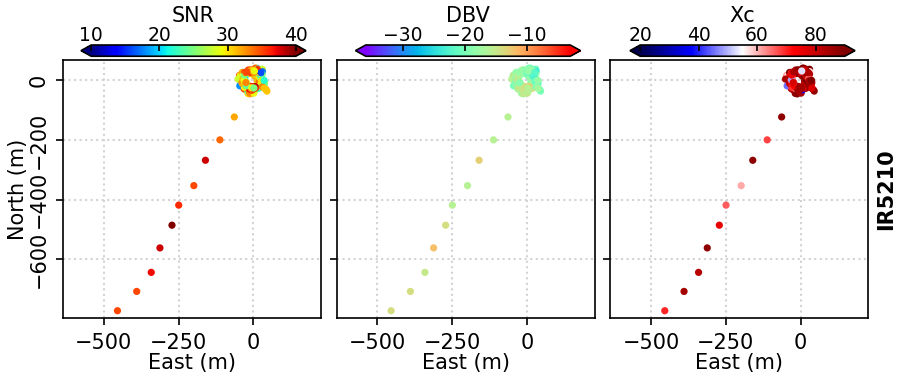 SNR DBV Xc
10 20 30 40 −30 −20 −10 20 40 60 80
North (m)
0
−200
−400
−600
IR5210
−500 −250 0 −500 −250 0 −500 −250 0
East (m) East (m) East (m)